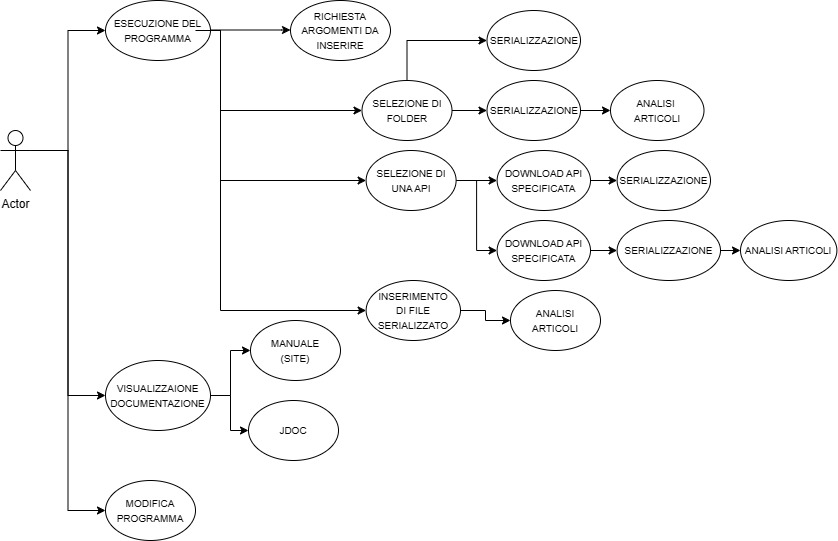 ESECUZIONE DEL
PROGRAMMA
RICHIESTA
ARGOMENTI DA
INSERIRE
SERIALIZZAZIONE
SELEZIONE DI
FOLDER
SERIALIZZAZIONE
ANALISI
ARTICOLI
Actor
SELEZIONE DI
UNA API
DOWNLOAD API
SPECIFICATA
SERIALIZZAZIONE
DOWNLOAD API
SPECIFICATA
SERIALIZZAZIONE
ANALISI ARTICOLI
INSERIMENTO
DI FILE
SERIALIZZATO
ANALISI
ARTICOLI
MANUALE
(SITE)
VISUALIZZAIONE
DOCUMENTAZIONE
JDOC
MODIFICA
PROGRAMMA